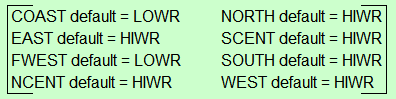 COAST default = LOWR NORTH default = HIWR
EAST default = HIWR SCENT default = HIWR
FWEST default = LOWR SOUTH default = HIWR
NCENT default = HIWR WEST default = HIWR